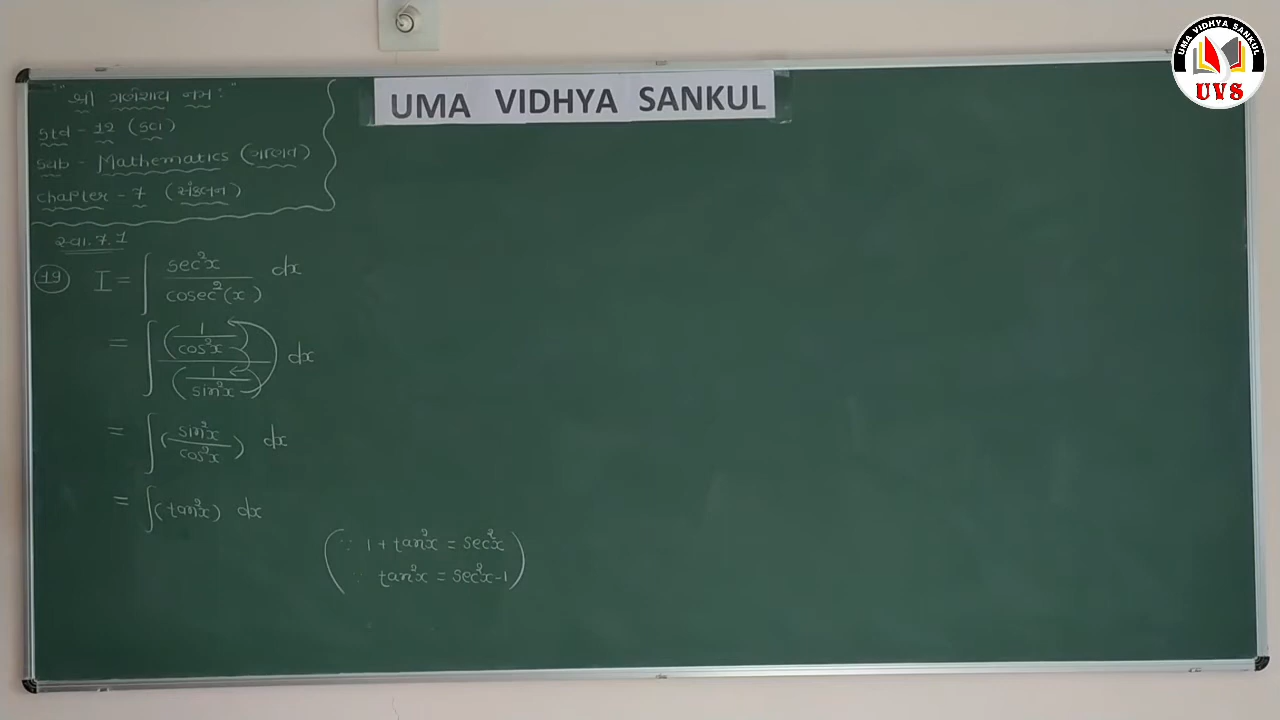 UMA VIDHYA SANKUL
UMA VIDHYA SANKUL
UVS
"શ્રી ગણેશાય નમઃ"
Std - 12 (SCI)
Sub - Mathematics (ગણિત)
Chapter - 7 (સંકલન)
સ્વા. 7.1
19 I = ∫ sec²x / cosec²(x) dx
= ∫ (1/cos²x) / (1/sin²x) dx
= ∫ (sin²x / cos²x) dx
= ∫ (tan²x) dx
(∵ 1 + tan²x = sec²x
∵ tan²x = sec²x - 1)